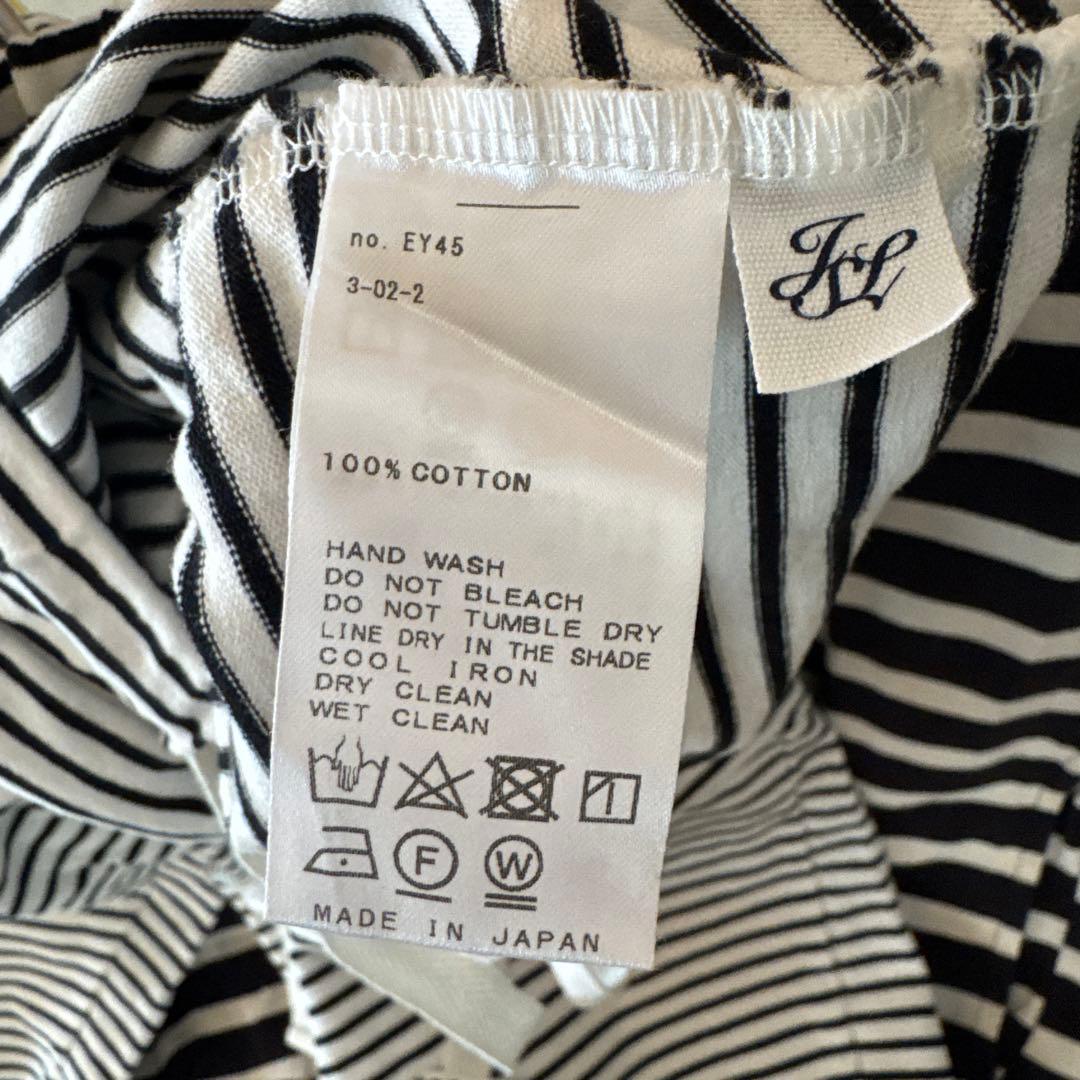 no. EY45
3-02-2
JSL
100% COTTON
HAND WASH
DO NOT BLEACH
DO NOT TUMBLE DRY
LINE DRY IN THE SHADE
COOL IRON
DRY CLEAN
WET CLEAN
F W
MADE IN JAPAN